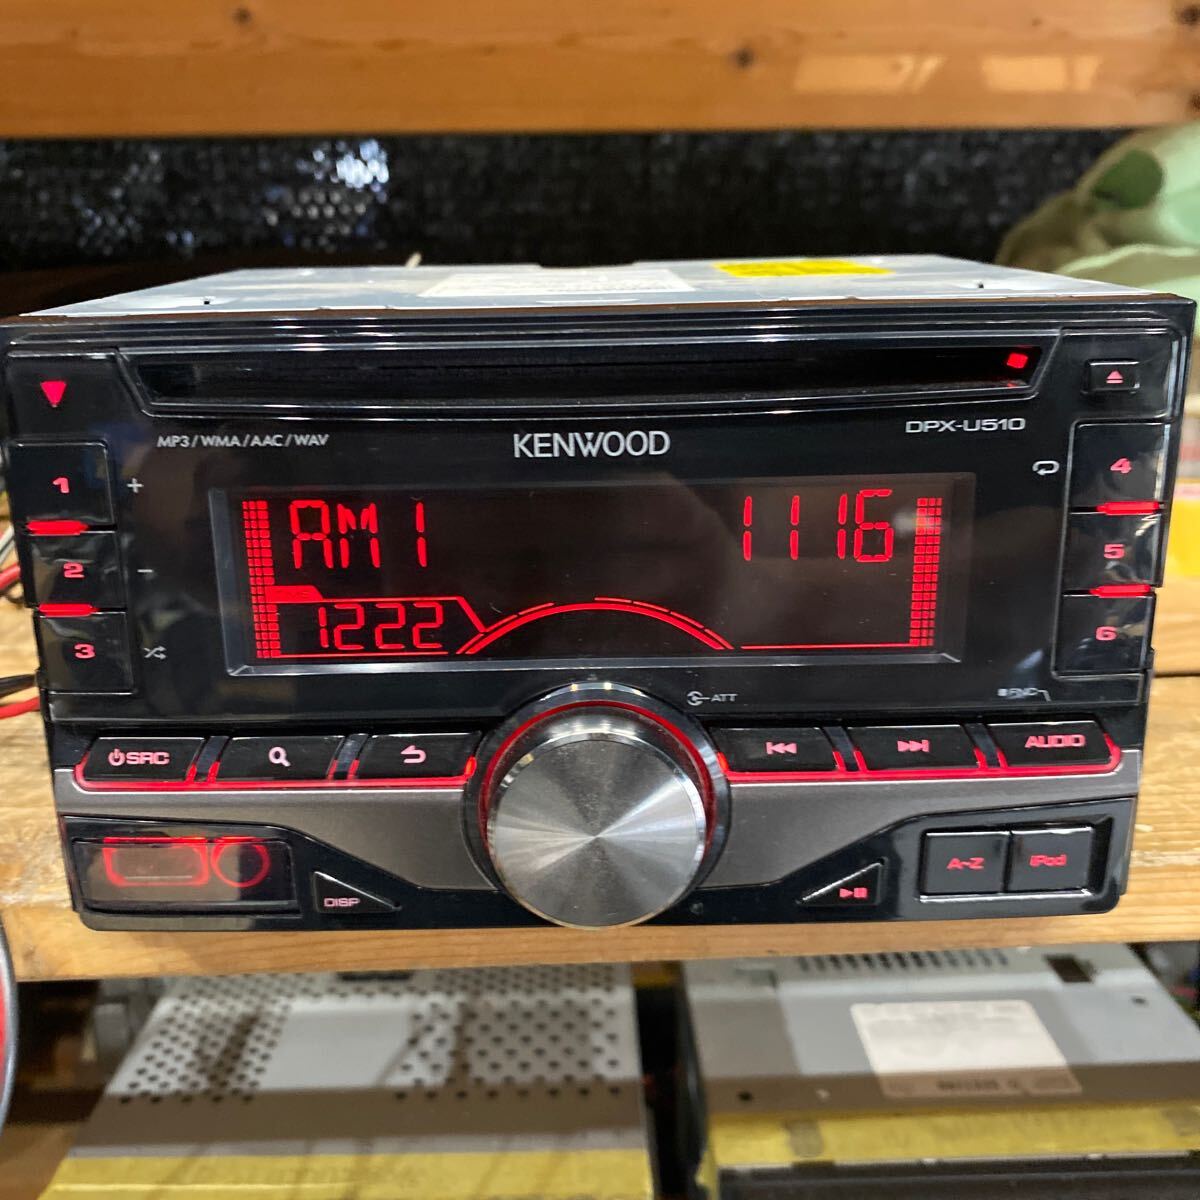 MP3/WMA/AAC/WAV
KENWOOD
DPX-U510
1
+
2
-
3
4
5
6
AM1
1116
1222
ATT
FNC
SRC
AUDIO
DISP
A-Z
iPod